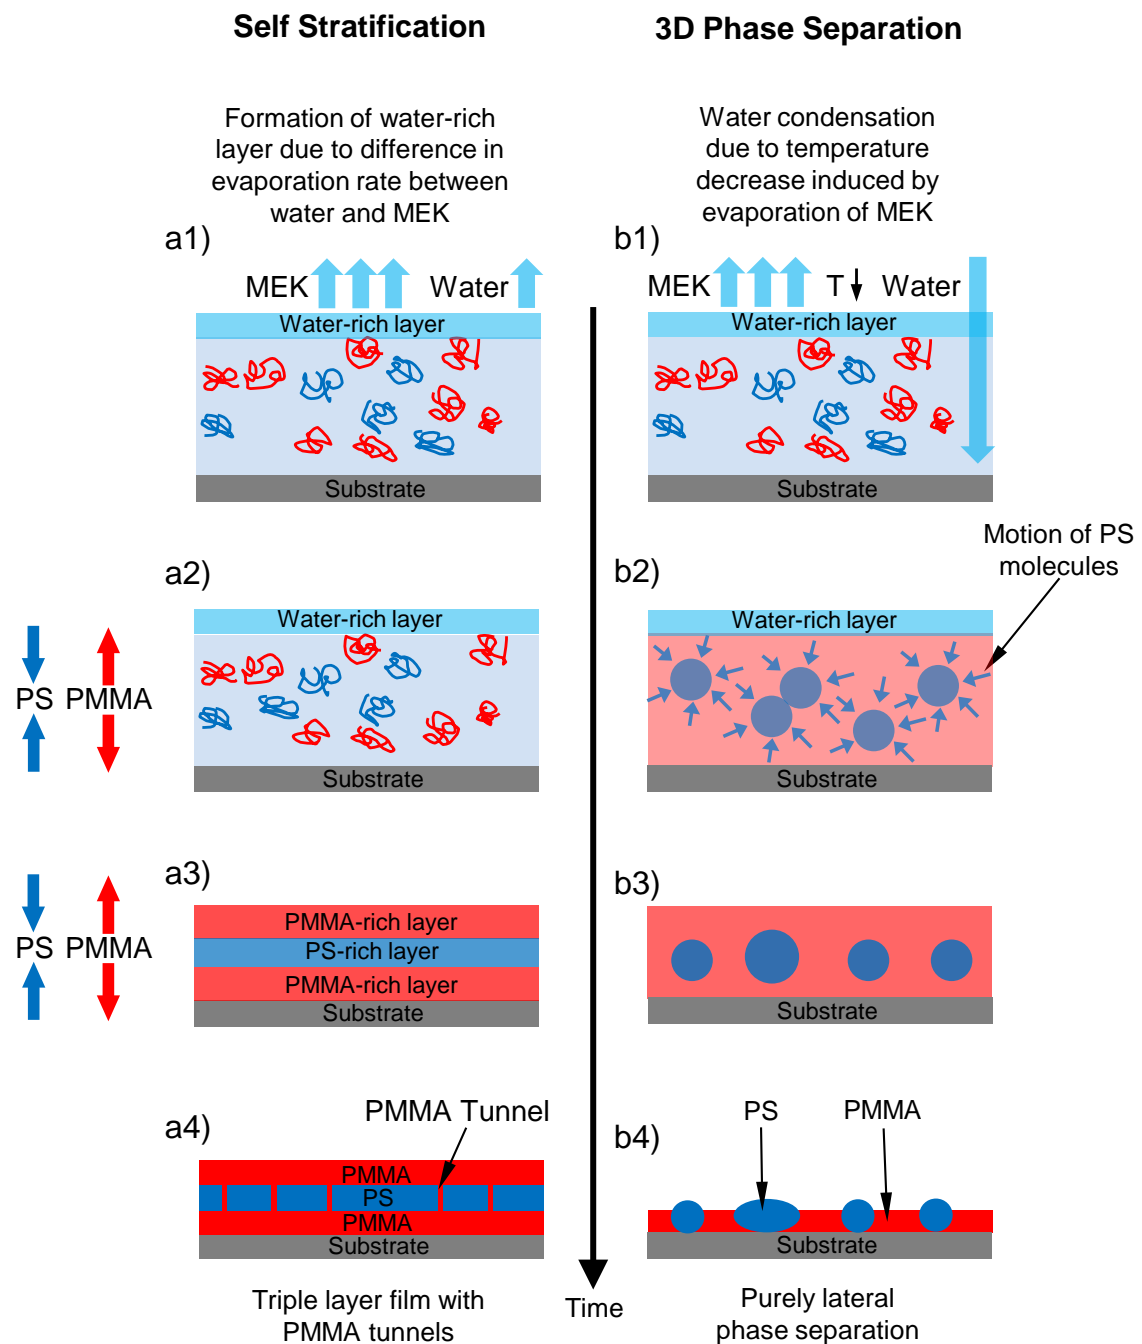 Self Stratification
3D Phase Separation
Formation of water-rich
layer due to difference in
evaporation rate between
water and MEK
Water condensation
due to temperature
decrease induced by
evaporation of MEK
a1)
MEK
Water
Water-rich layer
Substrate
b1)
MEK
T
Water
Water-rich layer
Substrate
a2)
PS
PMMA
Water-rich layer
Substrate
b2)
Motion of PS
molecules
Water-rich layer
Substrate
a3)
PS
PMMA
PMMA-rich layer
PS-rich layer
PMMA-rich layer
Substrate
b3)
Substrate
a4)
PMMA Tunnel
PMMA
PS
PMMA
Substrate
b4)
PS
PMMA
Substrate
Triple layer film with
PMMA tunnels
Time
Purely lateral
phase separation